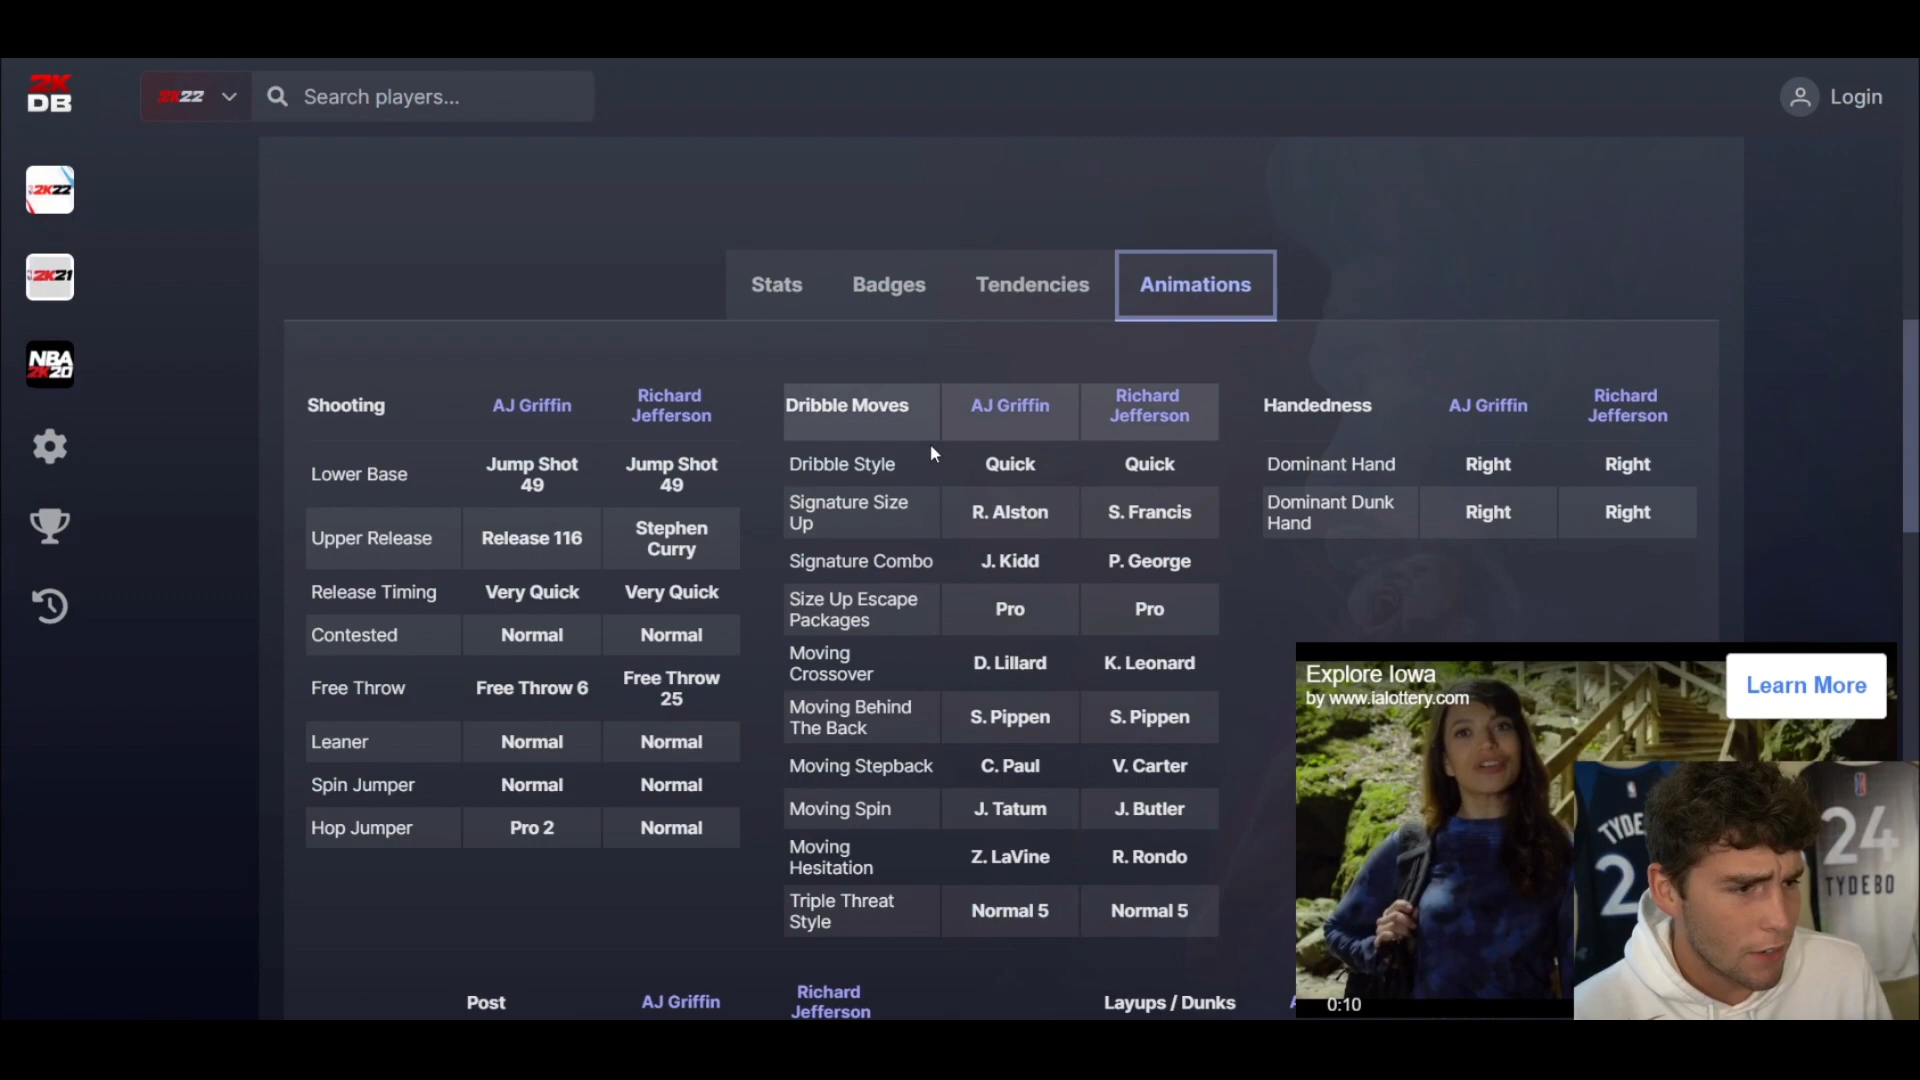 2K
DB
2K22
Search players...
Login
2K22
2K21
NBA
2K20
Stats
Badges
Tendencies
Animations
Shooting
AJ Griffin
Richard
Jefferson
Lower Base
Jump Shot
49
Jump Shot
49
Upper Release
Release 116
Stephen
Curry
Release Timing
Very Quick
Very Quick
Contested
Normal
Normal
Free Throw
Free Throw 6
Free Throw
25
Leaner
Normal
Normal
Spin Jumper
Normal
Normal
Hop Jumper
Pro 2
Normal
Dribble Moves
AJ Griffin
Richard
Jefferson
Dribble Style
Quick
Quick
Signature Size
Up
R. Alston
S. Francis
Signature Combo
J. Kidd
P. George
Size Up Escape
Packages
Pro
Pro
Moving
Crossover
D. Lillard
K. Leonard
Moving Behind
The Back
S. Pippen
S. Pippen
Moving Stepback
C. Paul
V. Carter
Moving Spin
J. Tatum
J. Butler
Moving
Hesitation
Z. LaVine
R. Rondo
Triple Threat
Style
Normal 5
Normal 5
Handedness
AJ Griffin
Richard
Jefferson
Dominant Hand
Right
Right
Dominant Dunk
Hand
Right
Right
Post
AJ Griffin
Richard
Jefferson
Layups / Dunks
Explore Iowa
by www.ialottery.com
Learn More
0:10
TYDE
2
24
TYDEBO